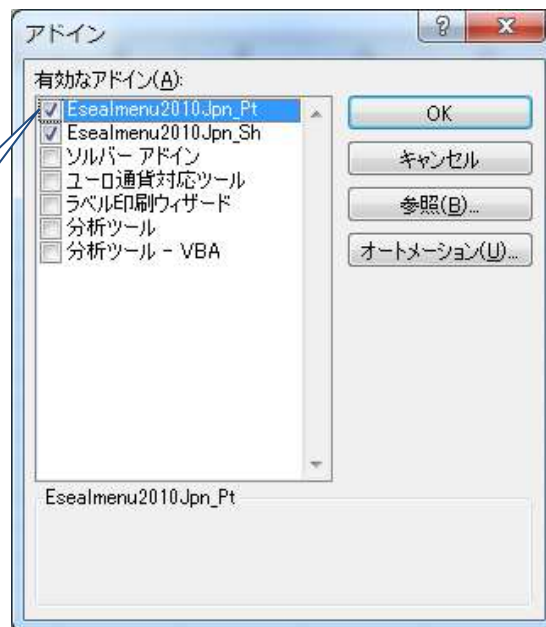 アドイン
有効なアドイン(A):
Esealmenu2010Jpn_Pt
Esealmenu2010Jpn_Sh
ソルバー アドイン
ユーロ通貨対応ツール
ラベル印刷ウィザード
分析ツール
分析ツール - VBA
OK
キャンセル
参照(B)...
オートメーション(U)...
Esealmenu2010Jpn_Pt